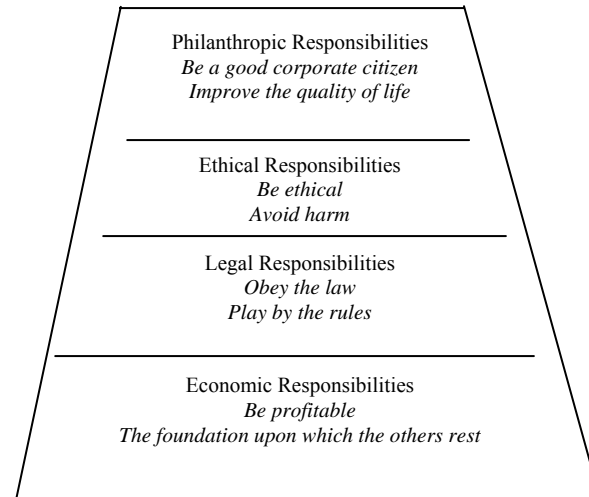 Philanthropic Responsibilities
Be a good corporate citizen
Improve the quality of life
Ethical Responsibilities
Be ethical
Avoid harm
Legal Responsibilities
Obey the law
Play by the rules
Economic Responsibilities
Be profitable
The foundation upon which the others rest